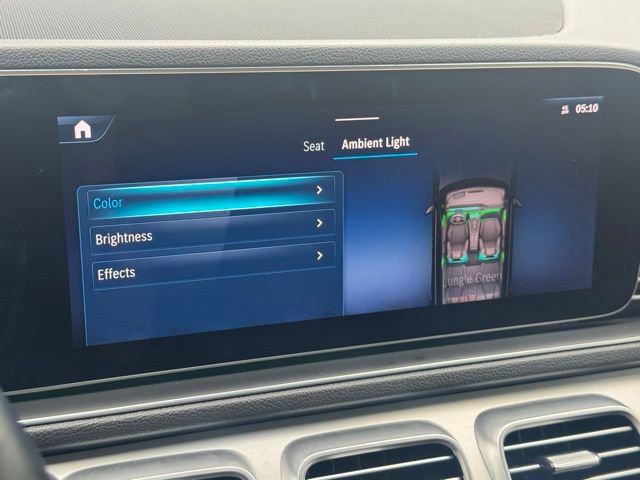 05:10
Seat Ambient Light
Color
Brightness
Effects
Jungle Green